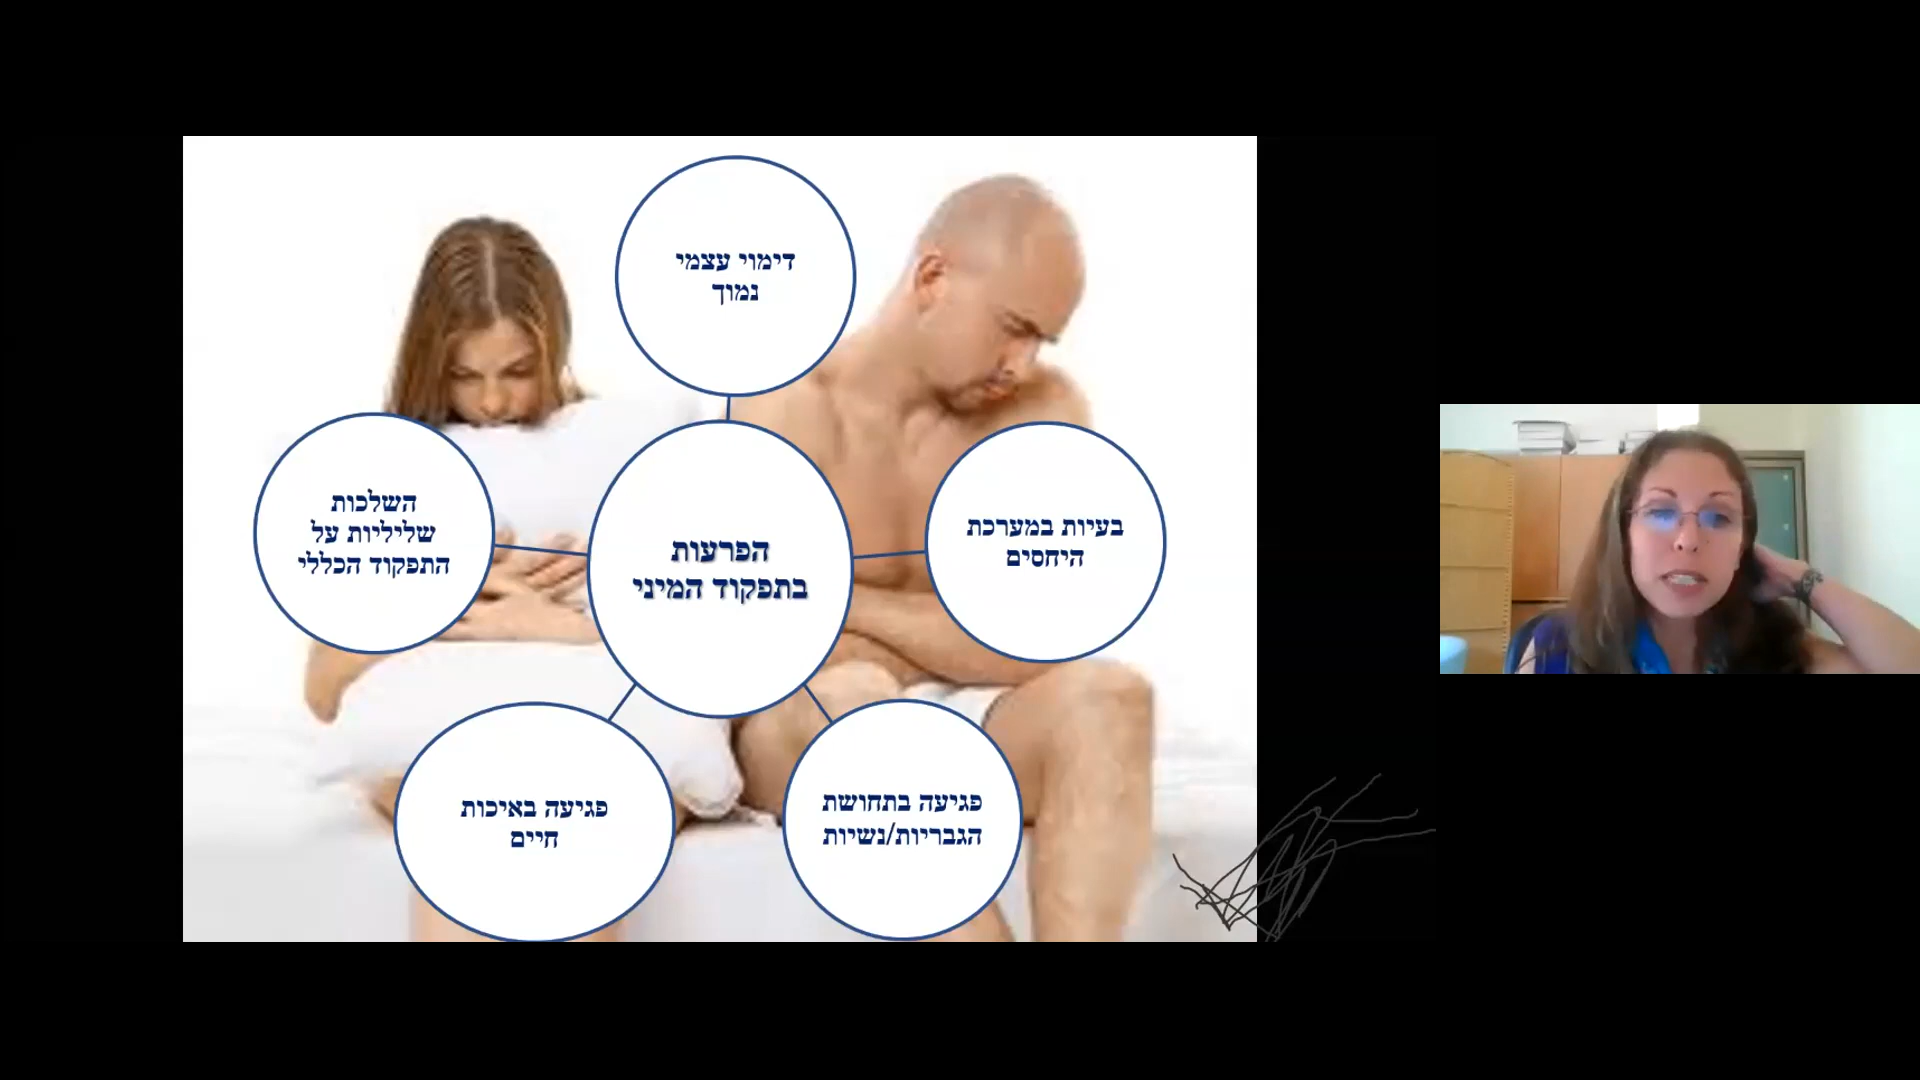 דימוי עצמי
נמוך
בעיות במערכת
היחסים
פגיעה בתחושת
הגבריות/נשיות
פגיעה באיכות
חיים
השלכות
שליליות על
התפקוד הכללי
הפרעות
בתפקוד המיני